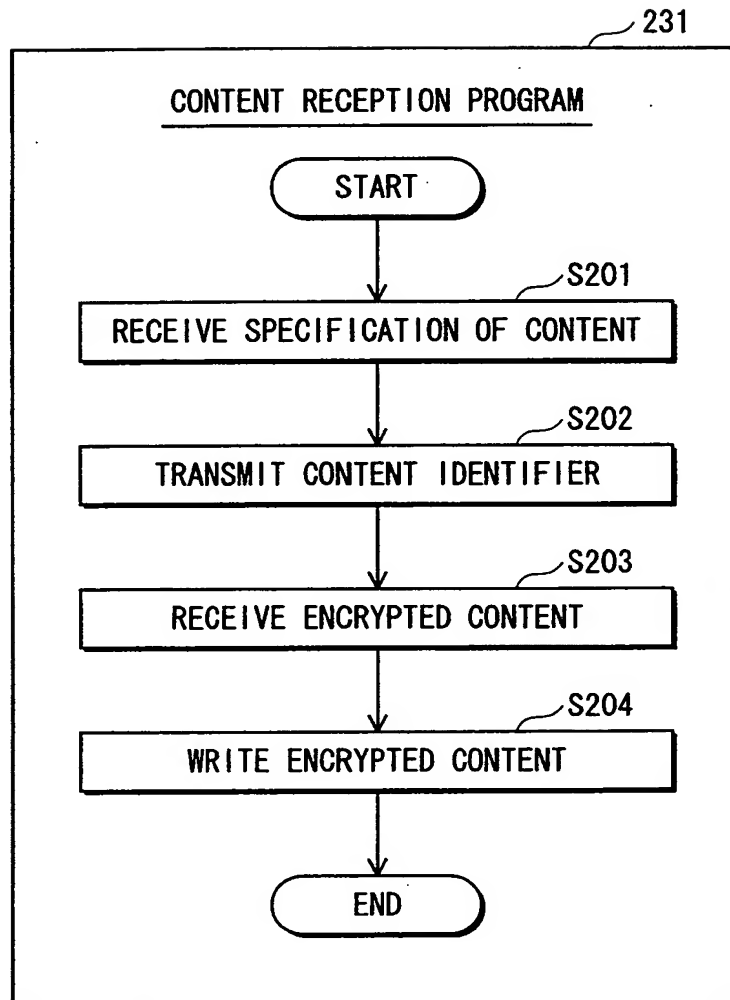 231
CONTENT RECEPTION PROGRAM
START
S201
RECEIVE SPECIFICATION OF CONTENT
S202
TRANSMIT CONTENT IDENTIFIER
S203
RECEIVE ENCRYPTED CONTENT
S204
WRITE ENCRYPTED CONTENT
END